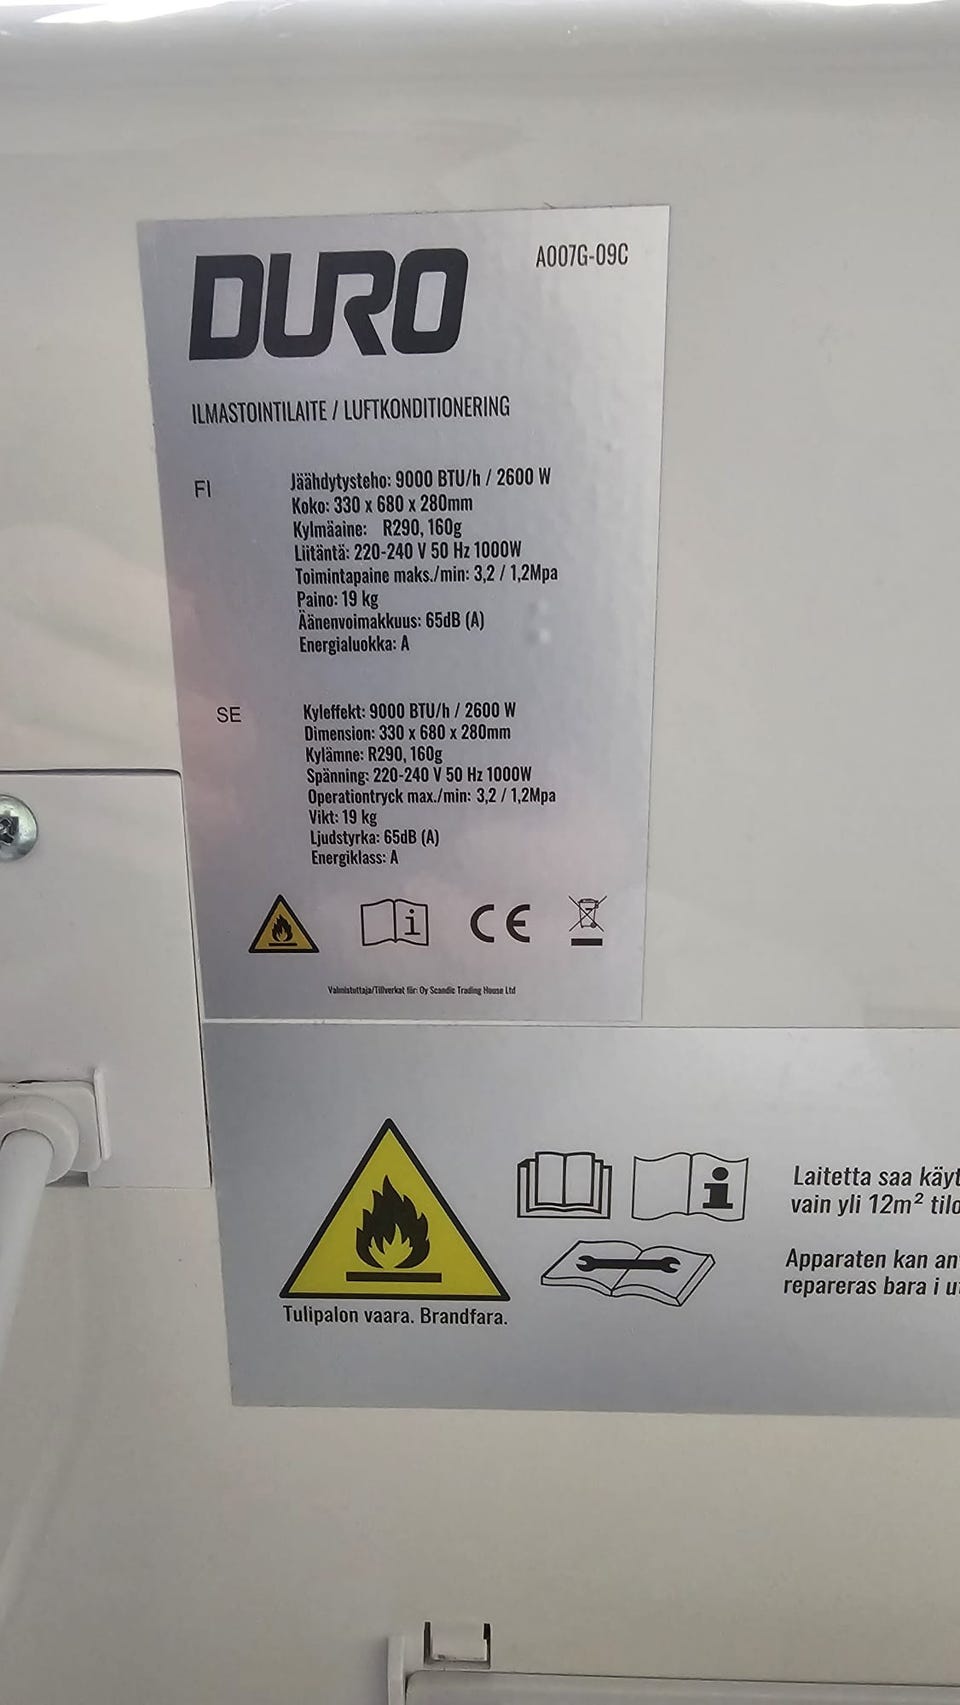 DURO
A007G-09C
ILMASTOINTILAITE / LUFTKONDITIONERING
FI
Jäähdytysteho: 9000 BTU/h / 2600 W
Koko: 330 x 680 x 280mm
Kylmäaine: R290, 160g
Liitäntä: 220-240 V 50 Hz 1000W
Toimintapaine maks./min: 3,2 / 1,2Mpa
Paino: 19 kg
Äänenvoimakkuus: 65dB (A)
Energialuokka: A
SE
Kyleffekt: 9000 BTU/h / 2600 W
Dimension: 330 x 680 x 280mm
Kylämne: R290, 160g
Spänning: 220-240 V 50 Hz 1000W
Operationtryck max./min: 3,2 / 1,2Mpa
Vikt: 19 kg
Ljudstyrka: 65dB (A)
Energiklass: A
CE
Valmistuttaja/Tillverkat för: Oy Scandic Trading House Ltd
Laitetta saa käyt
vain yli 12m² tilo
Apparaten kan an
repareras bara i u
Tulipalon vaara. Brandfara.